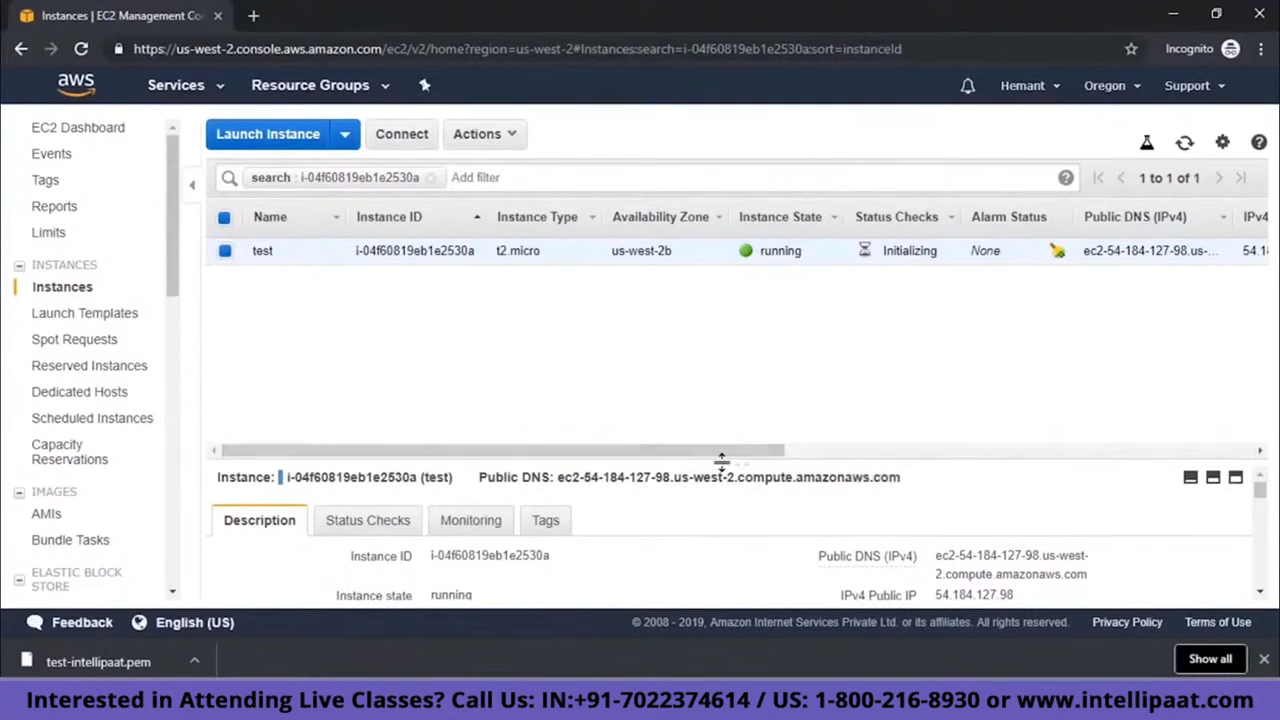 Instances | EC2 Management Co
https://us-west-2.console.aws.amazon.com/ec2/v2/home?region=us-west-2#Instances:search=i-04f60819eb1e2530a;sort=instanceId
Incognito
aws
Services
Resource Groups
Hemant
Oregon
Support
EC2 Dashboard
Events
Tags
Reports
Limits
INSTANCES
Instances
Launch Templates
Spot Requests
Reserved Instances
Dedicated Hosts
Scheduled Instances
Capacity
Reservations
IMAGES
AMIs
Bundle Tasks
ELASTIC BLOCK
STORE
Launch Instance
Connect
Actions
search : i-04f60819eb1e2530a
Add filter
1 to 1 of 1
Name Instance ID Instance Type Availability Zone Instance State Status Checks Alarm Status Public DNS (IPv4) IPv4
test i-04f60819eb1e2530a t2.micro us-west-2b running Initializing None ec2-54-184-127-98.us-... 54.1
Instance: i-04f60819eb1e2530a (test) Public DNS: ec2-54-184-127-98.us-west-2.compute.amazonaws.com
Description Status Checks Monitoring Tags
Instance ID i-04f60819eb1e2530a
Public DNS (IPv4) ec2-54-184-127-98.us-west-
2.compute.amazonaws.com
Instance state running
IPv4 Public IP 54.184.127.98
Feedback
English (US)
© 2008 - 2019, Amazon Internet Services Private Ltd. or its affiliates. All rights reserved.
Privacy Policy
Terms of Use
test-intellipaat.pem
Show all
Interested in Attending Live Classes? Call Us: IN:+91-7022374614 / US: 1-800-216-8930 or www.intellipaat.com